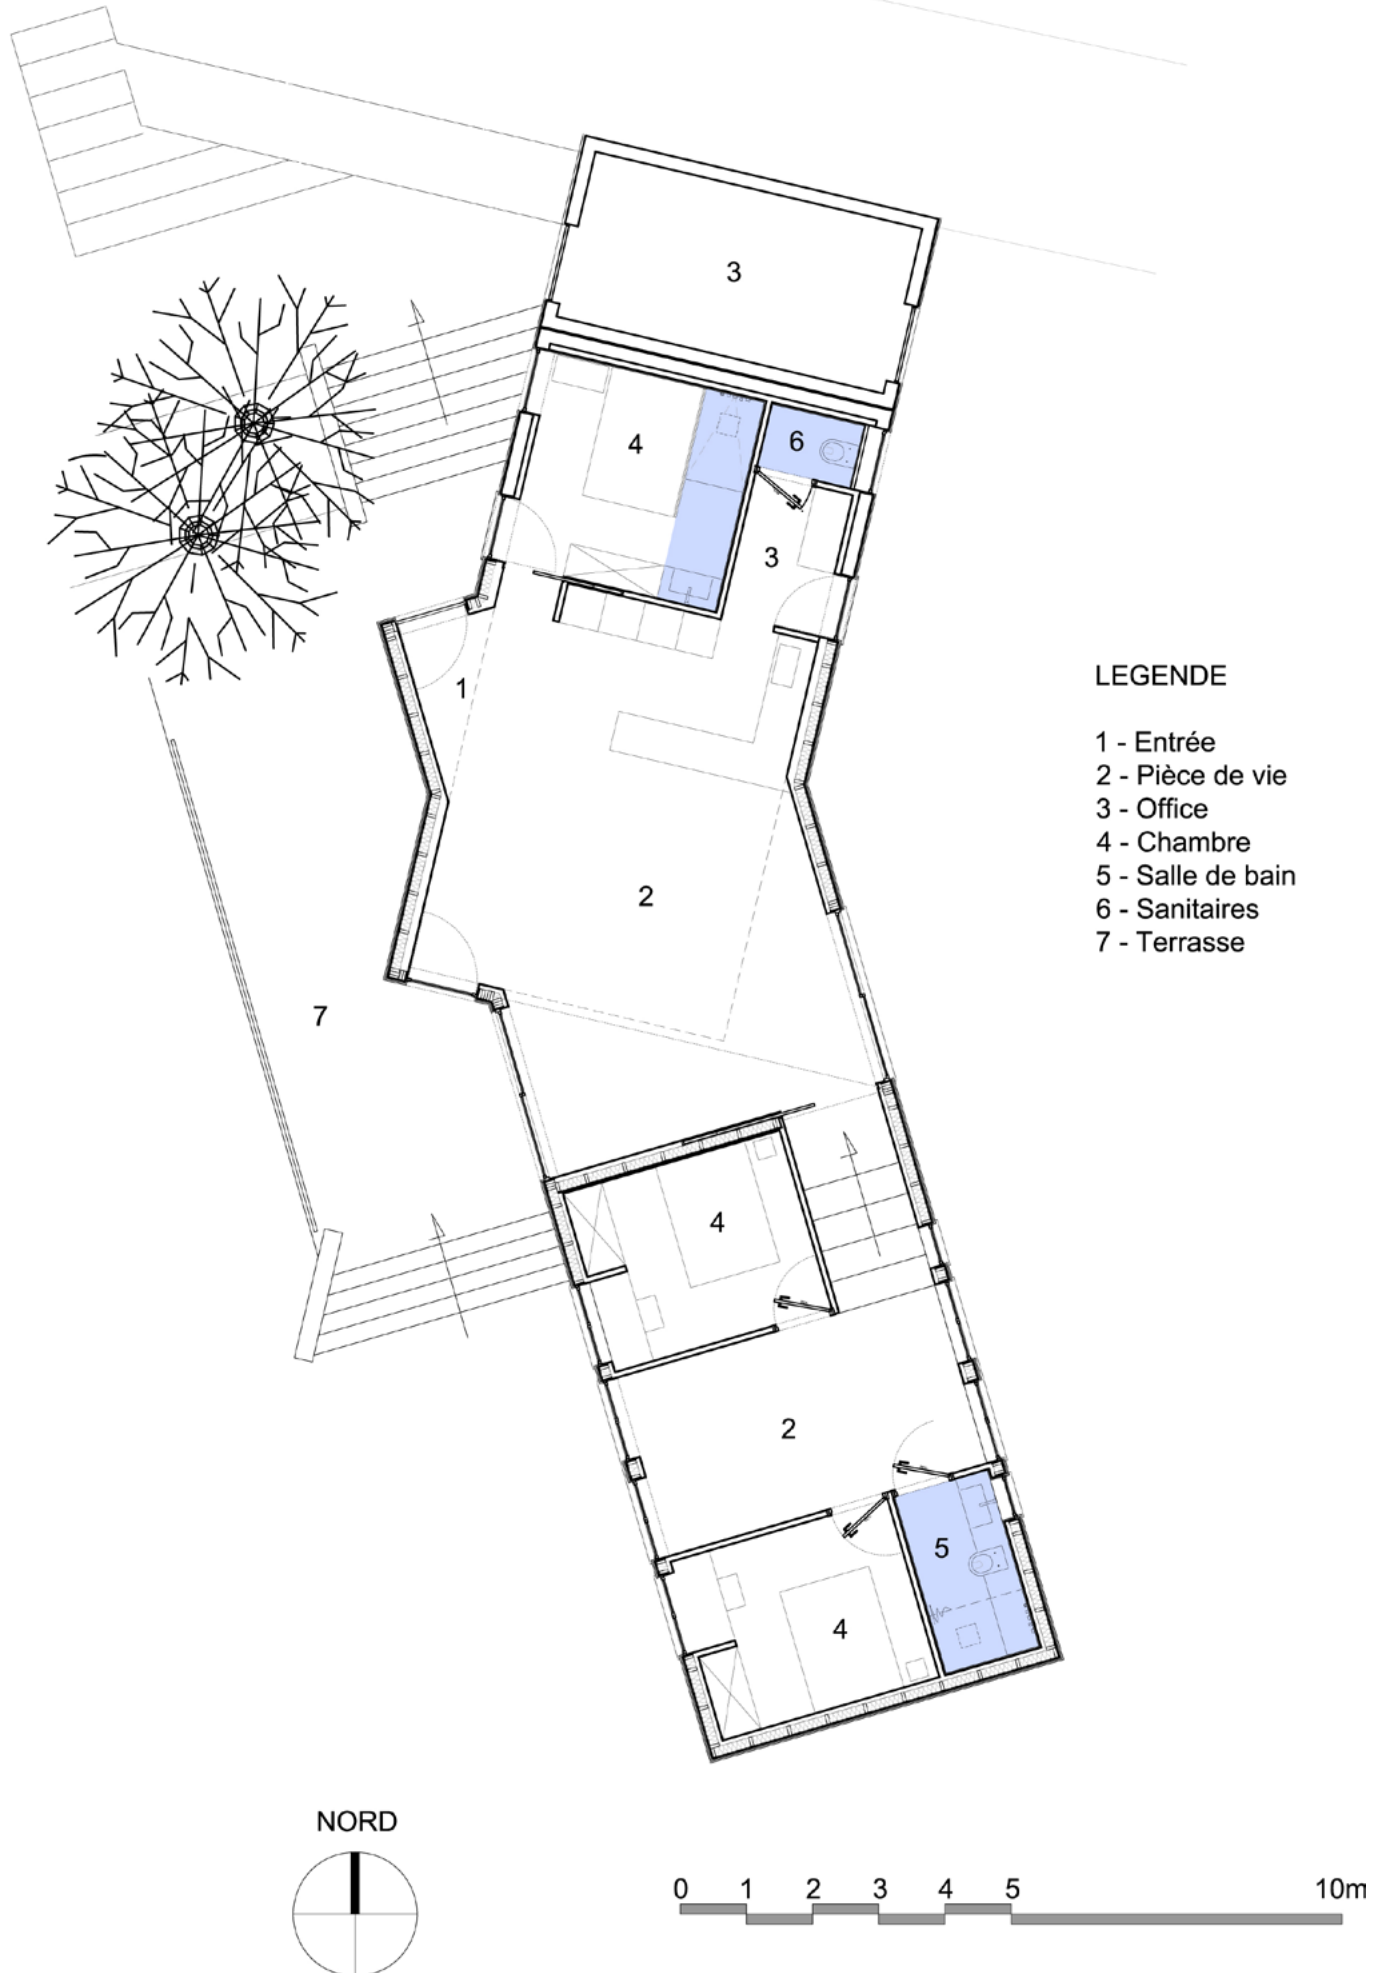 3
4
6
3
1
LEGENDE
1 - Entrée
2 - Pièce de vie
3 - Office
4 - Chambre
5 - Salle de bain
6 - Sanitaires
7 - Terrasse
2
7
4
2
5
4
NORD
0 1 2 3 4 5 10m